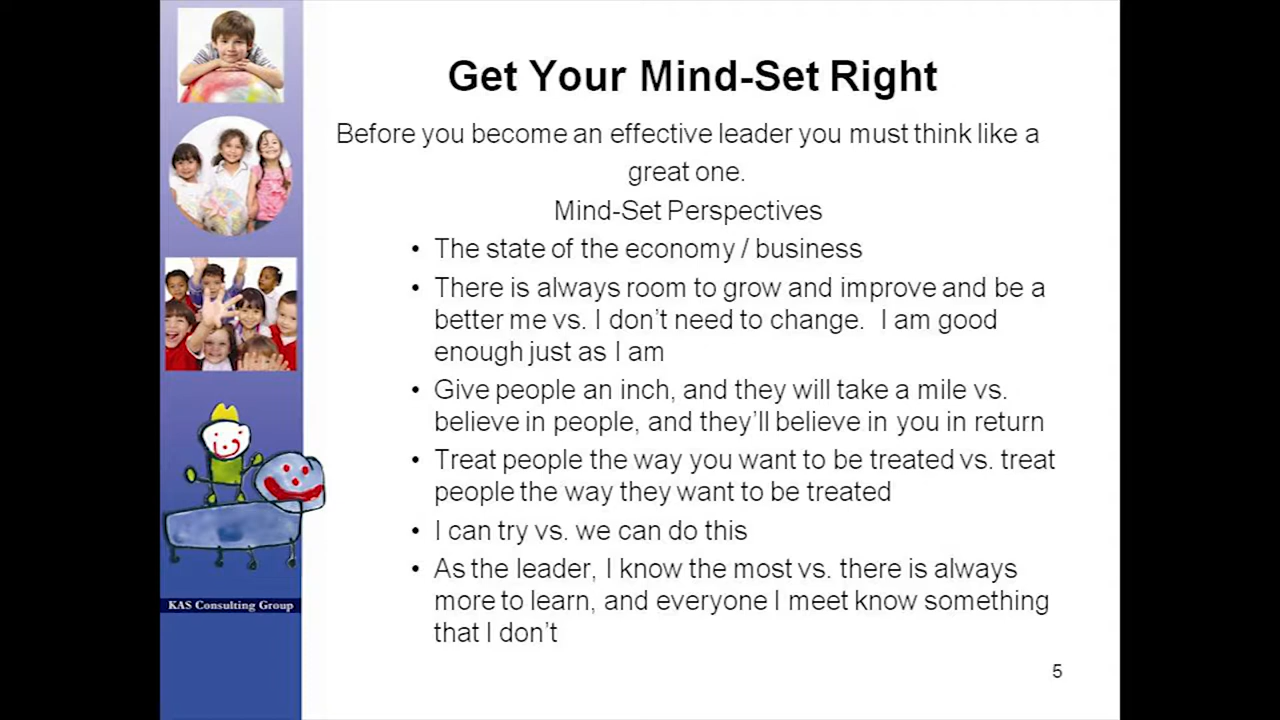 Get Your Mind-Set Right
Before you become an effective leader you must think like a
great one.
Mind-Set Perspectives
• The state of the economy / business
• There is always room to grow and improve and be a
better me vs. I don’t need to change.  I am good
enough just as I am
• Give people an inch, and they will take a mile vs.
believe in people, and they’ll believe in you in return
• Treat people the way you want to be treated vs. treat
people the way they want to be treated
• I can try vs. we can do this
• As the leader, I know the most vs. there is always
more to learn, and everyone I meet know something
that I don’t
KAS Consulting Group
5